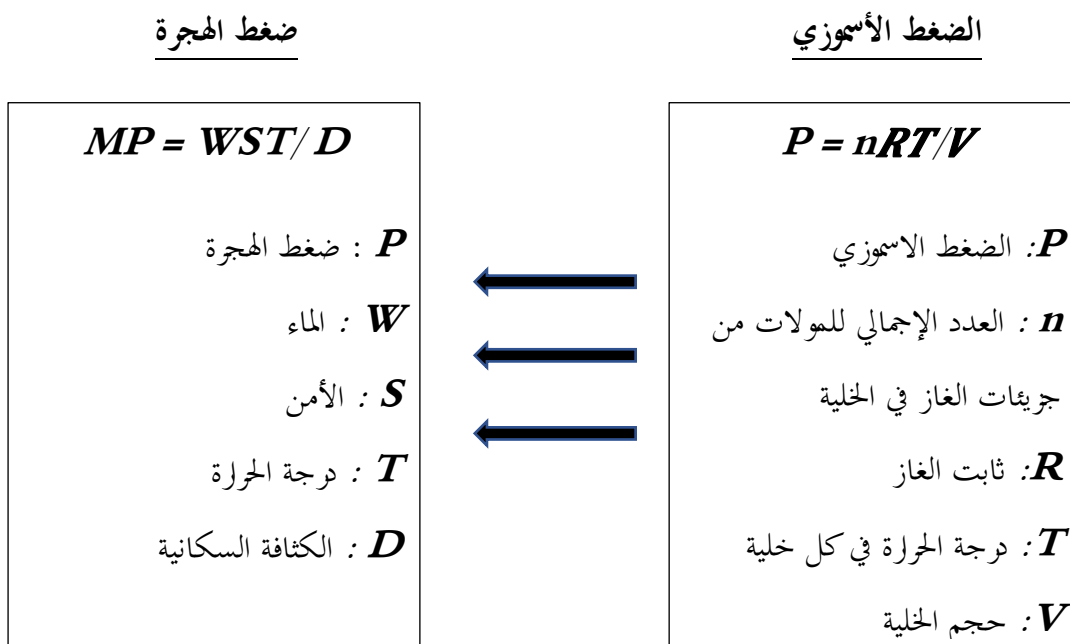 الضغط الأسموزي
P = nRT/V
P: الضغط الاسموزي
n : العدد الإجمالي للمولات من
جزيئات الغاز في الخلية
R: ثابت الغاز
T: درجة الحرارة في كل خلية
V: حجم الخلية
ضغط الهجرة
MP = WST/ D
P : ضغط الهجرة
W : الماء
S : الأمن
T : درجة الحرارة
D : الكثافة السكانية